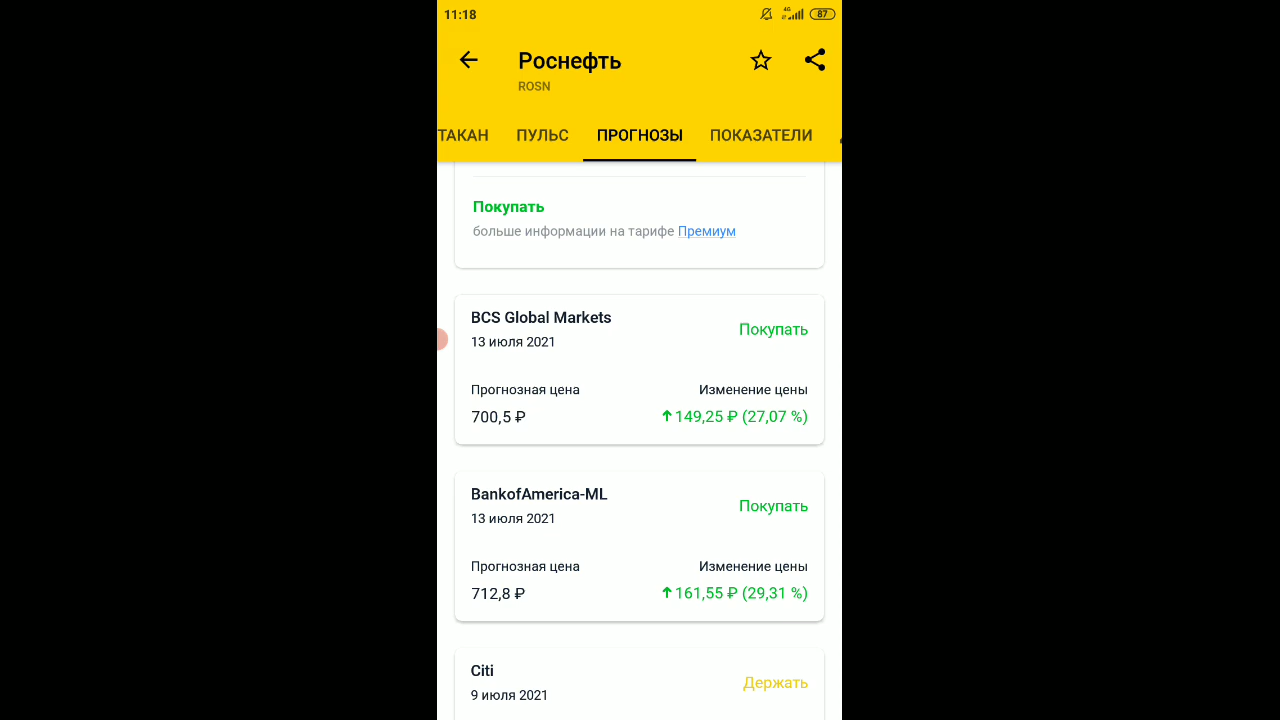 11:18
4G
87
Роснефть
ROSN
ТАКАН ПУЛЬС ПРОГНОЗЫ ПОКАЗАТЕЛИ
Покупать
больше информации на тарифе Премиум
BCS Global Markets
Покупать
13 июля 2021
Прогнозная цена Изменение цены
700,5 ₽ 149,25 ₽ (27,07 %)
BankofAmerica-ML
Покупать
13 июля 2021
Прогнозная цена Изменение цены
712,8 ₽ 161,55 ₽ (29,31 %)
Citi
Держать
9 июля 2021